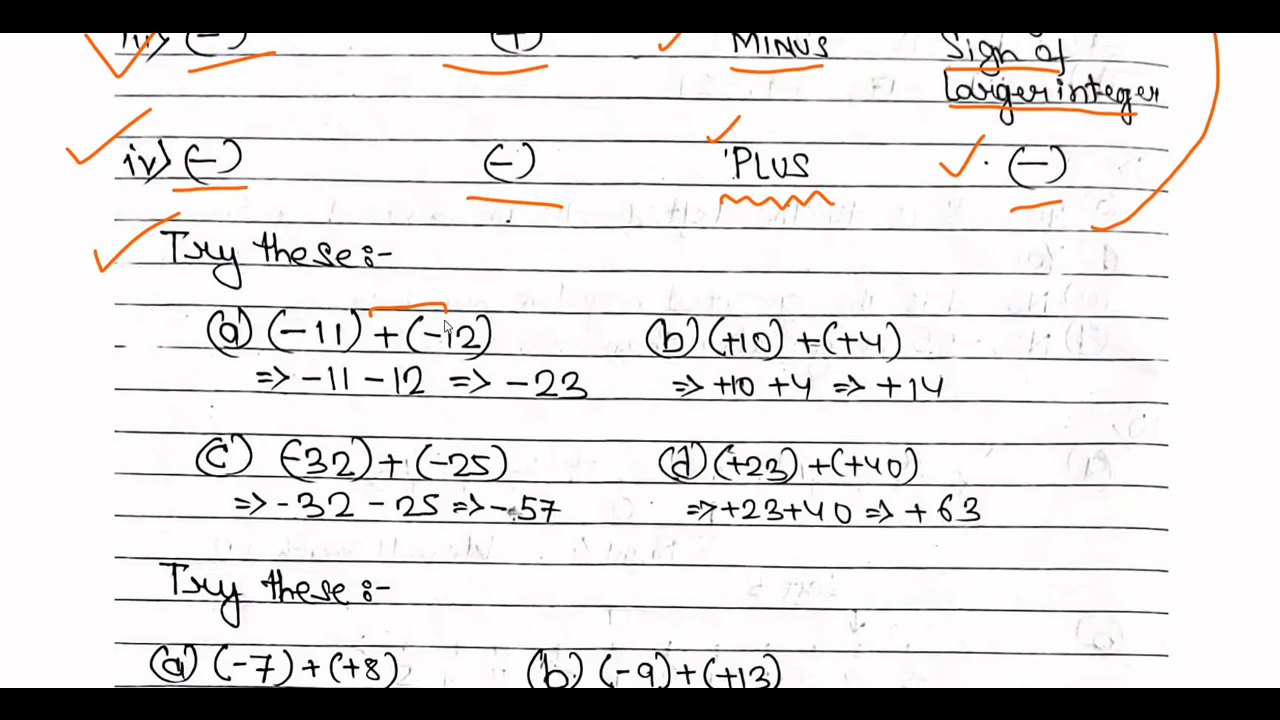 iii) (-) (+) MINUS Sign of
larger integer
iv) (-) (-) PLUS (-)
Try these :-
(a) (-11) + (-12) (b) (+10) + (+4)
=> -11 - 12 => -23 => +10 +4 => +14
(c) (-32) + (-25) (d) (+23) + (+40)
=> -32 - 25 => -57 => +23+40 => +63
Try these :-
(a) (-7) + (+8) (b) (-9) + (+13)